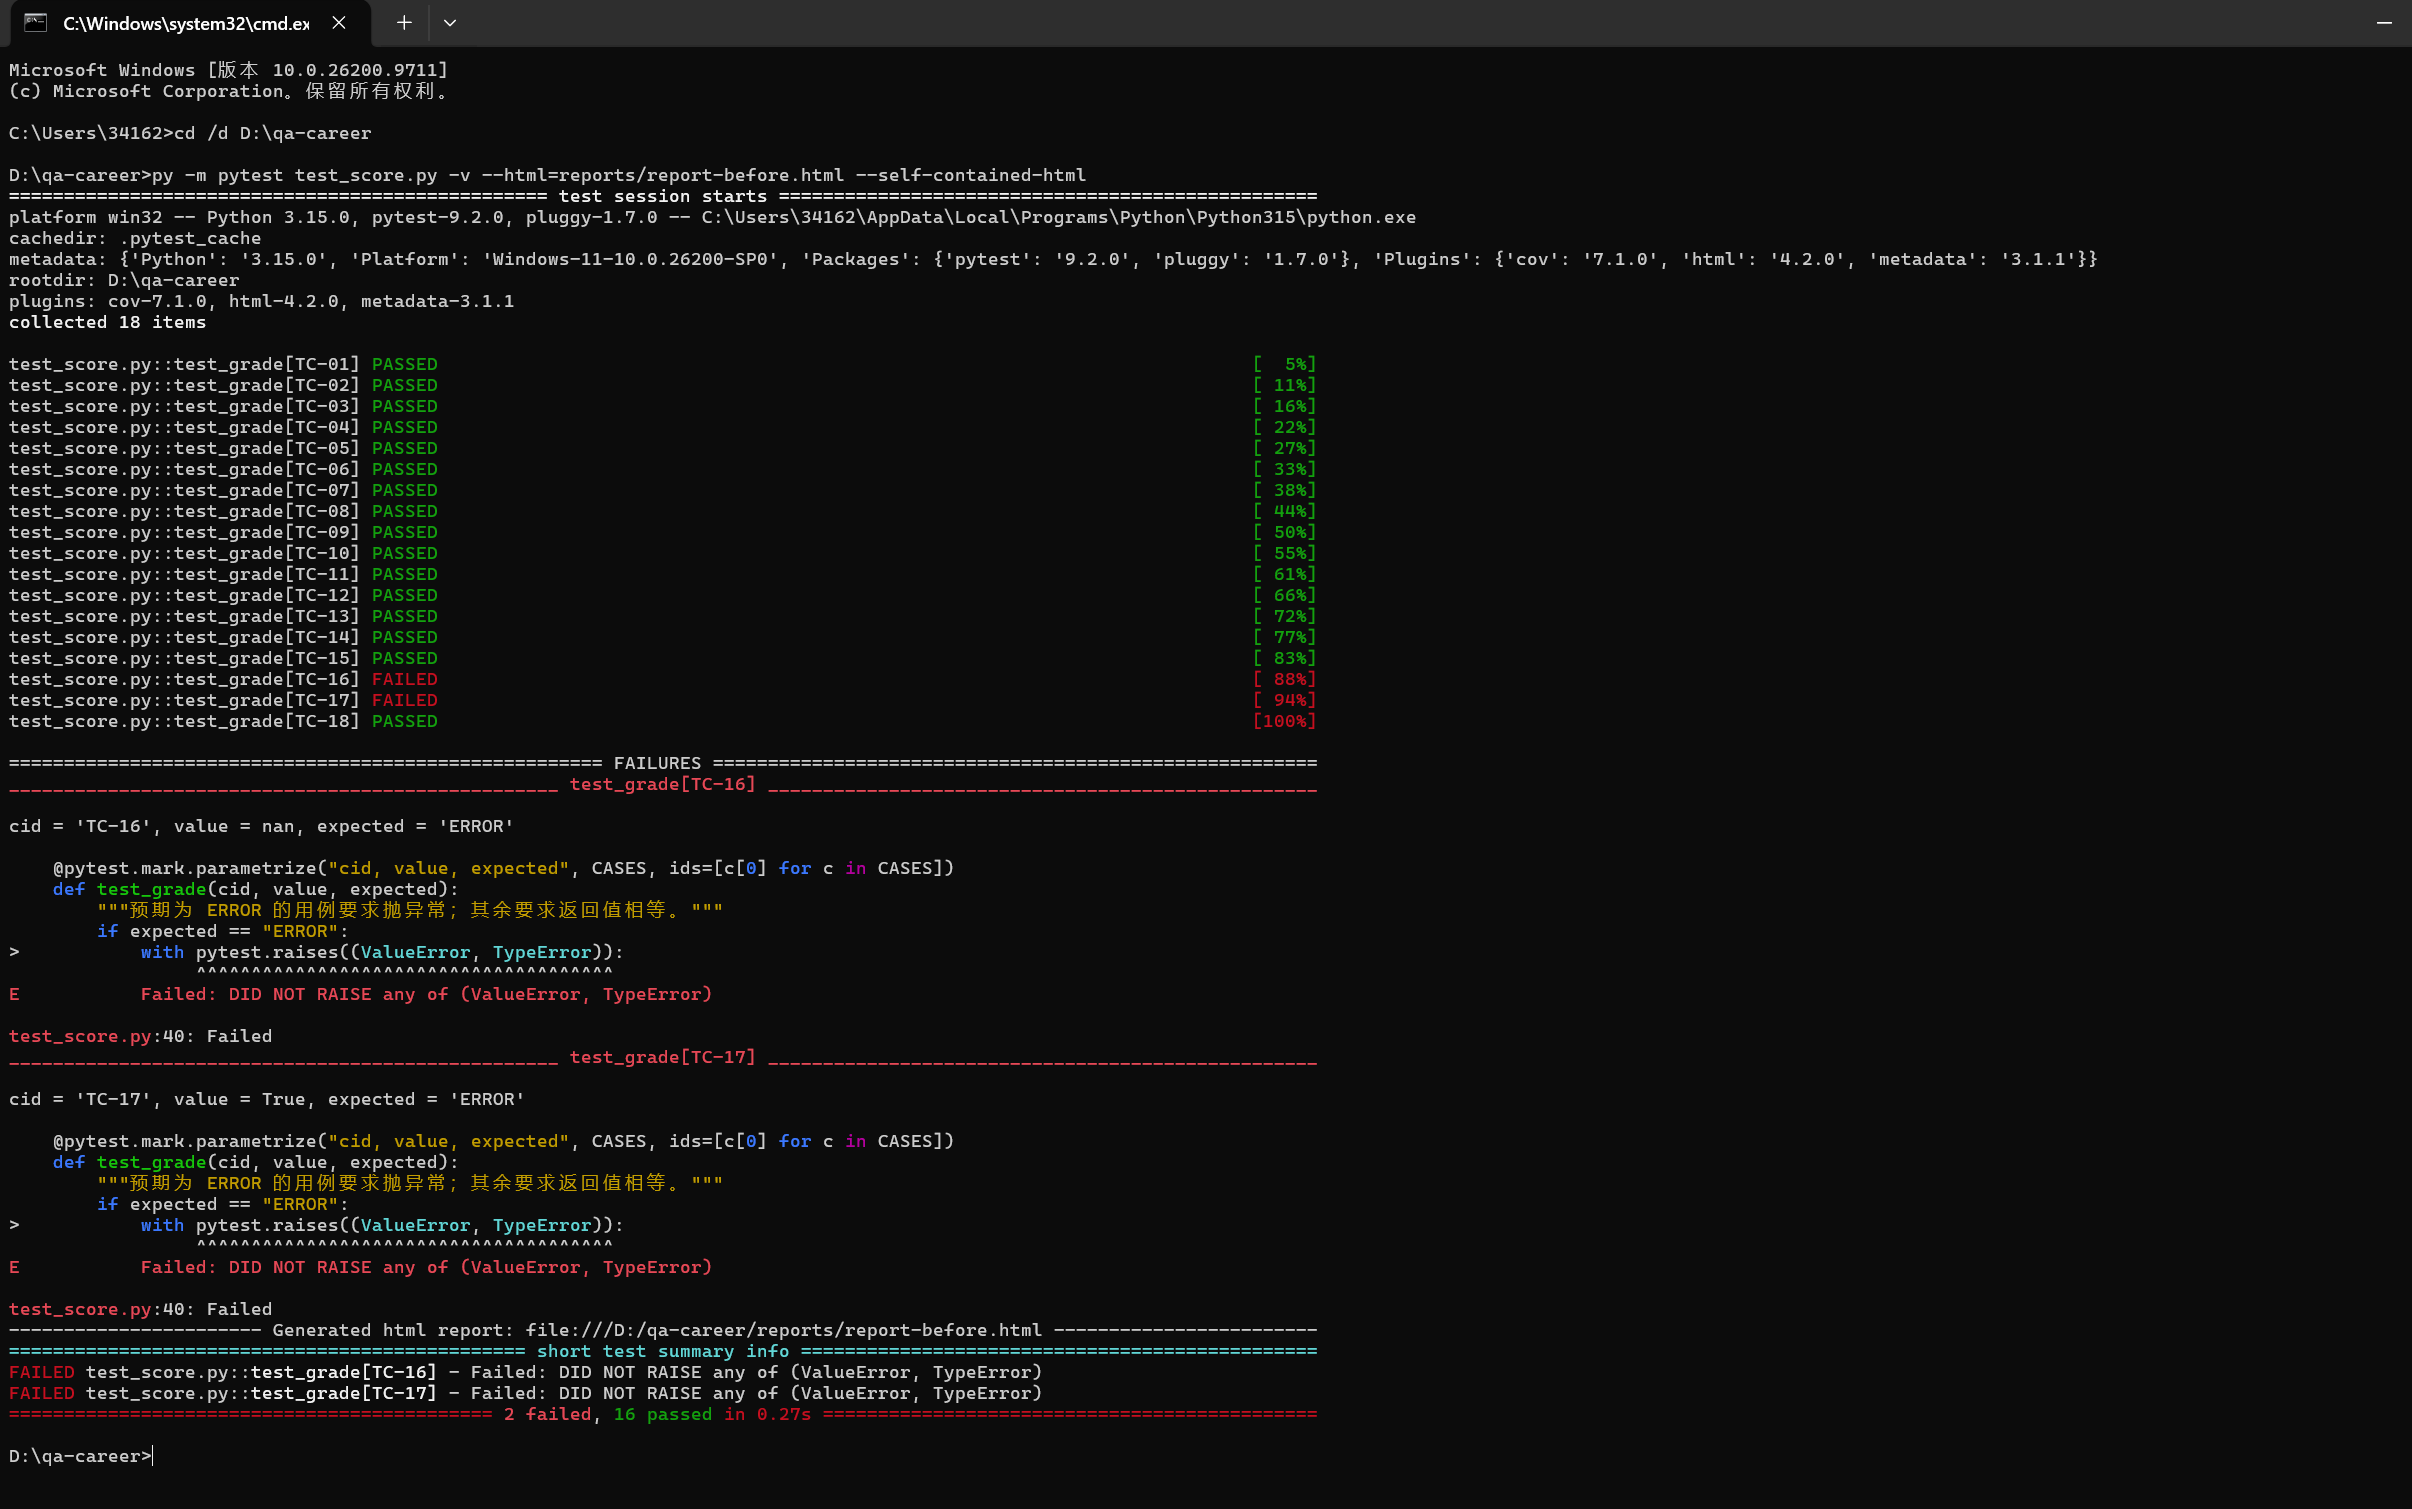 C:\Windows\system32\cmd.ex
Microsoft Windows [版本 10.0.26200.9711]
(c) Microsoft Corporation。保留所有权利。
C:\Users\34162>cd /d D:\qa-career
D:\qa-career>py -m pytest test_score.py -v --html=reports/report-before.html --self-contained-html
================================================= test session starts =================================================
platform win32 -- Python 3.15.0, pytest-9.2.0, pluggy-1.7.0 -- C:\Users\34162\AppData\Local\Programs\Python\Python315\python.exe
cachedir: .pytest_cache
metadata: {'Python': '3.15.0', 'Platform': 'Windows-11-10.0.26200-SP0', 'Packages': {'pytest': '9.2.0', 'pluggy': '1.7.0'}, 'Plugins': {'cov': '7.1.0', 'html': '4.2.0', 'metadata': '3.1.1'}}
rootdir: D:\qa-career
plugins: cov-7.1.0, html-4.2.0, metadata-3.1.1
collected 18 items
test_score.py::test_grade[TC-01] PASSED [  5%]
test_score.py::test_grade[TC-02] PASSED [ 11%]
test_score.py::test_grade[TC-03] PASSED [ 16%]
test_score.py::test_grade[TC-04] PASSED [ 22%]
test_score.py::test_grade[TC-05] PASSED [ 27%]
test_score.py::test_grade[TC-06] PASSED [ 33%]
test_score.py::test_grade[TC-07] PASSED [ 38%]
test_score.py::test_grade[TC-08] PASSED [ 44%]
test_score.py::test_grade[TC-09] PASSED [ 50%]
test_score.py::test_grade[TC-10] PASSED [ 55%]
test_score.py::test_grade[TC-11] PASSED [ 61%]
test_score.py::test_grade[TC-12] PASSED [ 66%]
test_score.py::test_grade[TC-13] PASSED [ 72%]
test_score.py::test_grade[TC-14] PASSED [ 77%]
test_score.py::test_grade[TC-15] PASSED [ 83%]
test_score.py::test_grade[TC-16] FAILED [ 88%]
test_score.py::test_grade[TC-17] FAILED [ 94%]
test_score.py::test_grade[TC-18] PASSED [100%]
====================================================== FAILURES =======================================================
__________________________________________________ test_grade[TC-16] __________________________________________________
cid = 'TC-16', value = nan, expected = 'ERROR'
    @pytest.mark.parametrize("cid, value, expected", CASES, ids=[c[0] for c in CASES])
    def test_grade(cid, value, expected):
        """预期为 ERROR 的用例要求抛异常；其余要求返回值相等。"""
        if expected == "ERROR":
>           with pytest.raises((ValueError, TypeError)):
                 ^^^^^^^^^^^^^^^^^^^^^^^^^^^^^^^^^^^^^^
E           Failed: DID NOT RAISE any of (ValueError, TypeError)
test_score.py:40: Failed
__________________________________________________ test_grade[TC-17] __________________________________________________
cid = 'TC-17', value = True, expected = 'ERROR'
    @pytest.mark.parametrize("cid, value, expected", CASES, ids=[c[0] for c in CASES])
    def test_grade(cid, value, expected):
        """预期为 ERROR 的用例要求抛异常；其余要求返回值相等。"""
        if expected == "ERROR":
>           with pytest.raises((ValueError, TypeError)):
                 ^^^^^^^^^^^^^^^^^^^^^^^^^^^^^^^^^^^^^^
E           Failed: DID NOT RAISE any of (ValueError, TypeError)
test_score.py:40: Failed
----------------------- Generated html report: file:///D:/qa-career/reports/report-before.html ------------------------
=============================================== short test summary info ===============================================
FAILED test_score.py::test_grade[TC-16] - Failed: DID NOT RAISE any of (ValueError, TypeError)
FAILED test_score.py::test_grade[TC-17] - Failed: DID NOT RAISE any of (ValueError, TypeError)
============================================ 2 failed, 16 passed in 0.27s =============================================
D:\qa-career>